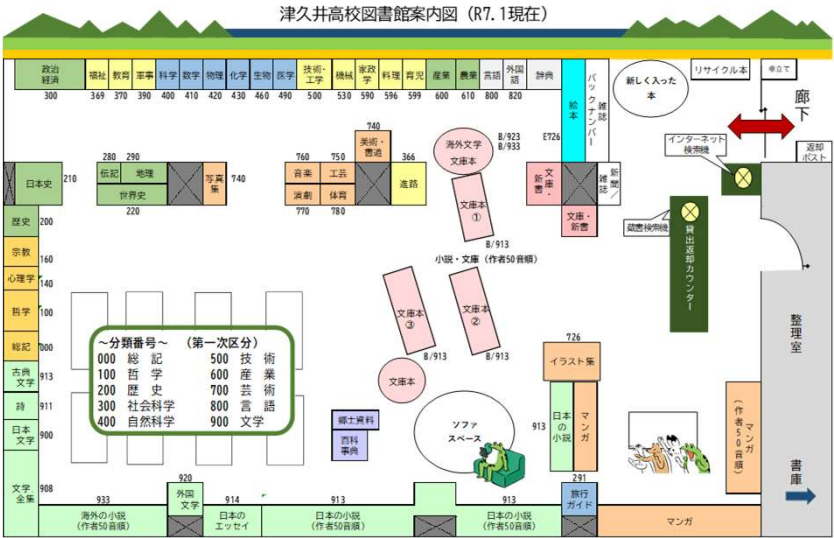 津久井高校図書館案内図（R7.1現在）
政治
経済
福祉
教育
軍事
科学
数学
物理
化学
生物
医学
技術・
工学
機械
家政
学
料理
育児
産業
農業
言語
外国
語
辞典
300
369
370
390
400
410
420
430
460
490
500
530
590
596
599
600
610
800
820
絵本
E726
バックナンバー
雑誌
新しく入った
本
リサイクル本
傘立て
廊下
インターネット
検索機
返却
ポスト
日本史
210
280
290
伝記
地理
世界史
220
写真
集
740
740
美術・
書道
760
750
音楽
工芸
演劇
体育
770
780
366
進路
海外文学
文庫本
B/923
B/933
文庫本
①
B/913
文庫・
新書
雑誌
新聞／
文庫・
新書
蔵書検索機
貸出返却カウンター
歴史
200
宗教
160
心理学
140
哲学
100
総記
000
古典
文学
913
詩
911
日本
文学
900
文学
全集
908
小説・文庫（作者50音順）
文庫本
③
B/913
文庫本
②
B/913
文庫本
～分類番号～　（第一次区分）
000　総　記　　500　技　術
100　哲　学　　600　産　業
200　歴　史　　700　芸　術
300　社会科学　　800　言　語
400　自然科学　　900　文学
郷土資料
百科
事典
ソファ
スペース
726
イラスト集
913
日本の小説
マンガ
マンガ
（作者50音順）
整理室
書庫
933
海外の小説
（作者50音順）
920
外国
文学
914
日本の
エッセイ
913
日本の小説
（作者50音順）
913
日本の小説
（作者50音順）
291
旅行
ガイド
マンガ